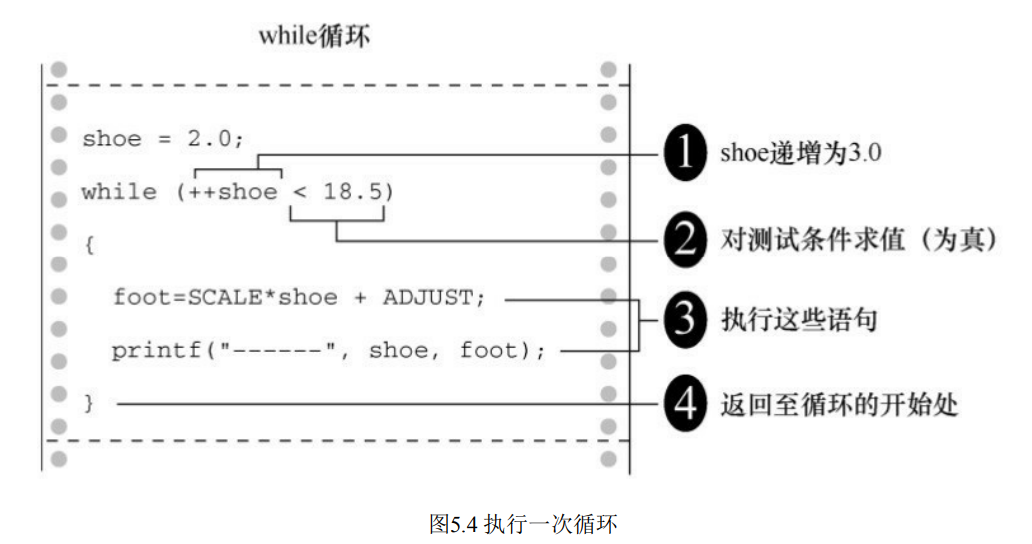 while循环
shoe = 2.0;
1 shoe递增为3.0
while (++shoe < 18.5)
2 对测试条件求值（为真）
{
foot=SCALE*shoe + ADJUST;
3 执行这些语句
printf("------", shoe, foot);
}
4 返回至循环的开始处
图5.4 执行一次循环